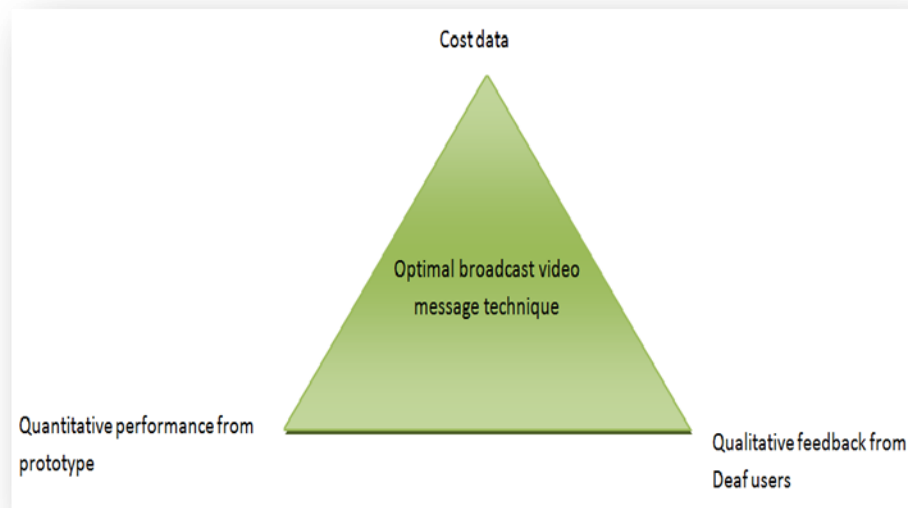 Cost data
Optimal broadcast video
message technique
Quantitative performance from
prototype
Qualitative feedback from
Deaf users